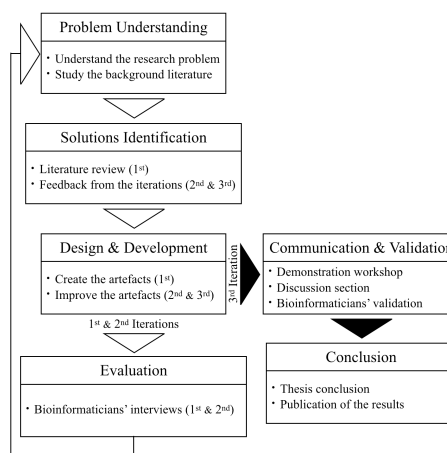 Problem Understanding
• Understand the research problem
• Study the background literature
Solutions Identification
• Literature review (1st)
• Feedback from the iterations (2nd & 3rd)
Design & Development
• Create the artefacts (1st)
• Improve the artefacts (2nd & 3rd)
3rd Iteration
Communication & Validation
• Demonstration workshop
• Discussion section
• Bioinformaticians' validation
1st & 2nd Iterations
Evaluation
• Bioinformaticians' interviews (1st & 2nd)
Conclusion
• Thesis conclusion
• Publication of the results